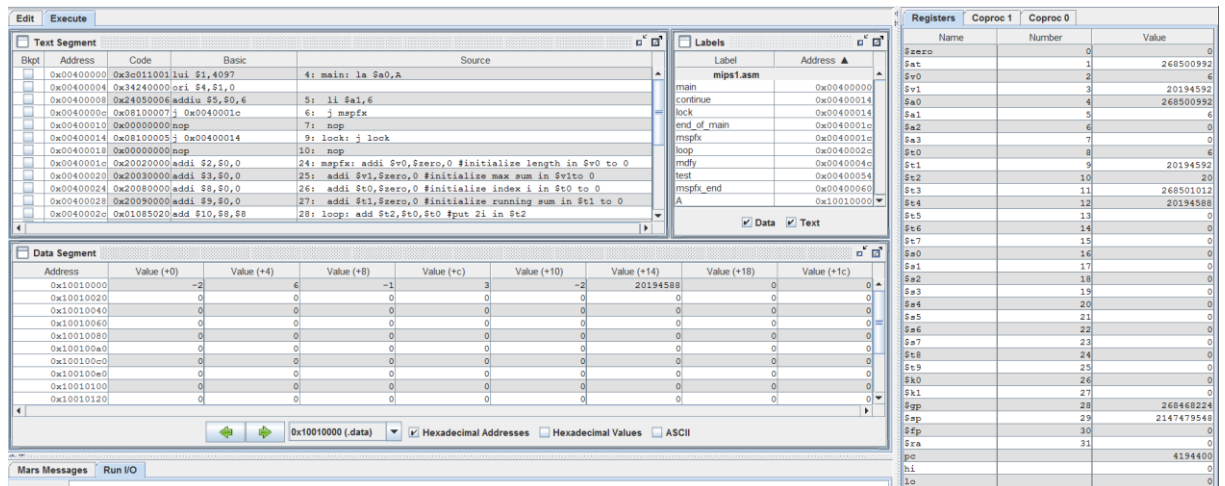 Edit Execute
Text Segment
Bkpt Address Code Basic Source
0x00400000 0x3c011001 lui $1,4097 4: main: la $a0,A
0x00400004 0x34240000 ori $4,$1,0
0x00400008 0x24050006 addiu $5,$0,6 5: li $a1,6
0x0040000c 0x08100007 j 0x0040001c 6: j mspfx
0x00400010 0x00000000 nop 7: nop
0x00400014 0x08100005 j 0x00400014 9: lock: j lock
0x00400018 0x00000000 nop 10: nop
0x0040001c 0x20020000 addi $2,$0,0 24: mspfx: addi $v0,$zero,0 #initialize length in $v0 to 0
0x00400020 0x20030000 addi $3,$0,0 25: addi $v1,$zero,0 #initialize max sum in $v1to 0
0x00400024 0x20080000 addi $8,$0,0 26: addi $t0,$zero,0 #initialize index i in $t0 to 0
0x00400028 0x20090000 addi $9,$0,0 27: addi $t1,$zero,0 #initialize running sum in $t1 to 0
0x0040002c 0x01085020 add $10,$8,$8 28: loop: add $t2,$t0,$t0 #put 2i in $t2
Labels
Label Address ▲
mips1.asm
main 0x00400000
continue 0x00400014
lock 0x00400014
end_of_main 0x0040001c
mspfx 0x0040001c
loop 0x0040002c
mdfy 0x0040004c
test 0x00400054
mspfx_end 0x00400060
A 0x10010000
Data Text
Data Segment
Address Value (+0) Value (+4) Value (+8) Value (+c) Value (+10) Value (+14) Value (+18) Value (+1c)
0x10010000 -2 6 -1 3 -2 20194588 0 0
0x10010020 0 0 0 0 0 0 0 0
0x10010040 0 0 0 0 0 0 0 0
0x10010060 0 0 0 0 0 0 0 0
0x10010080 0 0 0 0 0 0 0 0
0x100100a0 0 0 0 0 0 0 0 0
0x100100c0 0 0 0 0 0 0 0 0
0x100100e0 0 0 0 0 0 0 0 0
0x10010100 0 0 0 0 0 0 0 0
0x10010120 0 0 0 0 0 0 0 0
0x10010000 (.data) Hexadecimal Addresses Hexadecimal Values ASCII
Mars Messages Run I/O
Registers Coproc 1 Coproc 0
Name Number Value
$zero 0 0
$at 1 268500992
$v0 2 6
$v1 3 20194592
$a0 4 268500992
$a1 5 6
$a2 6 0
$a3 7 0
$t0 8 6
$t1 9 20194592
$t2 10 20
$t3 11 268501012
$t4 12 20194588
$t5 13 0
$t6 14 0
$t7 15 0
$s0 16 0
$s1 17 0
$s2 18 0
$s3 19 0
$s4 20 0
$s5 21 0
$s6 22 0
$s7 23 0
$t8 24 0
$t9 25 0
$k0 26 0
$k1 27 0
$gp 28 268468224
$sp 29 2147479548
$fp 30 0
$ra 31 0
pc 4194400
hi 0
lo 0